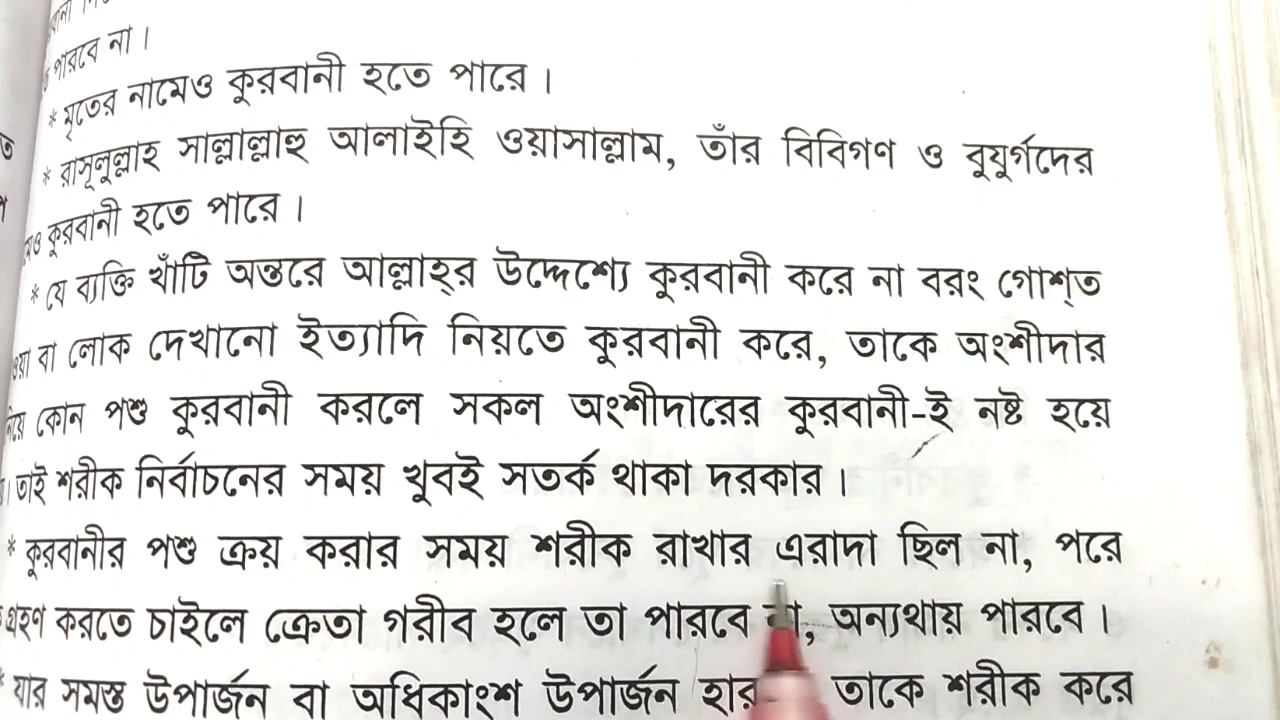 পারবে না।
* মৃতের নামেও কুরবানী হতে পারে।
* রাসূলুল্লাহ সাল্লাল্লাহু আলাইহি ওয়াসাল্লাম, তাঁর বিবিগণ ও বুযুর্গদের
কুরবানী হতে পারে।
* যে ব্যক্তি খাঁটি অন্তরে আল্লাহ্‌র উদ্দেশ্যে কুরবানী করে না বরং গোশ্‌ত
বা লোক দেখানো ইত্যাদি নিয়তে কুরবানী করে, তাকে অংশীদার
কোন পশু কুরবানী করলে সকল অংশীদারের কুরবানী-ই নষ্ট হয়ে
। তাই শরীক নির্বাচনের সময় খুবই সতর্ক থাকা দরকার।
* কুরবানীর পশু ক্রয় করার সময় শরীক রাখার এরাদা ছিল না, পরে
গ্রহণ করতে চাইলে ক্রেতা গরীব হলে তা পারবে না, অন্যথায় পারবে।
* যার সমস্ত উপার্জন বা অধিকাংশ উপার্জন তাকে শরীক করে